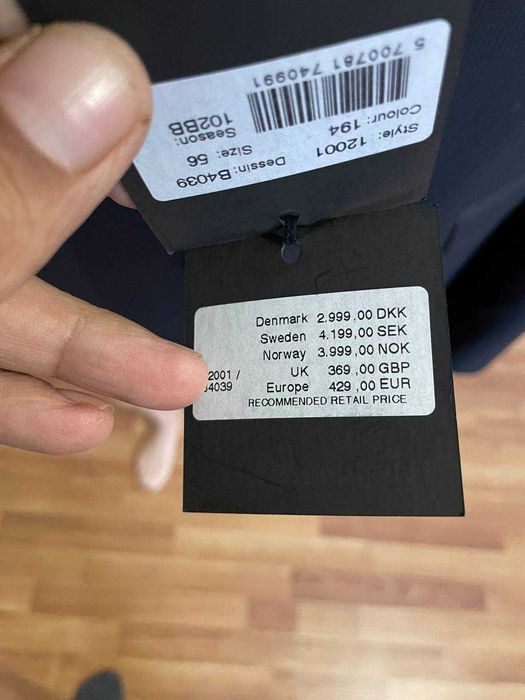 Style: 12001
Colour: 194
Dessin: B4039
Size: 56
Season:
102BB
5 700781 740991
Denmark 2.999,00 DKK
Sweden 4.199,00 SEK
Norway 3.999,00 NOK
2001 / UK 369,00 GBP
4039 Europe 429,00 EUR
RECOMMENDED RETAIL PRICE